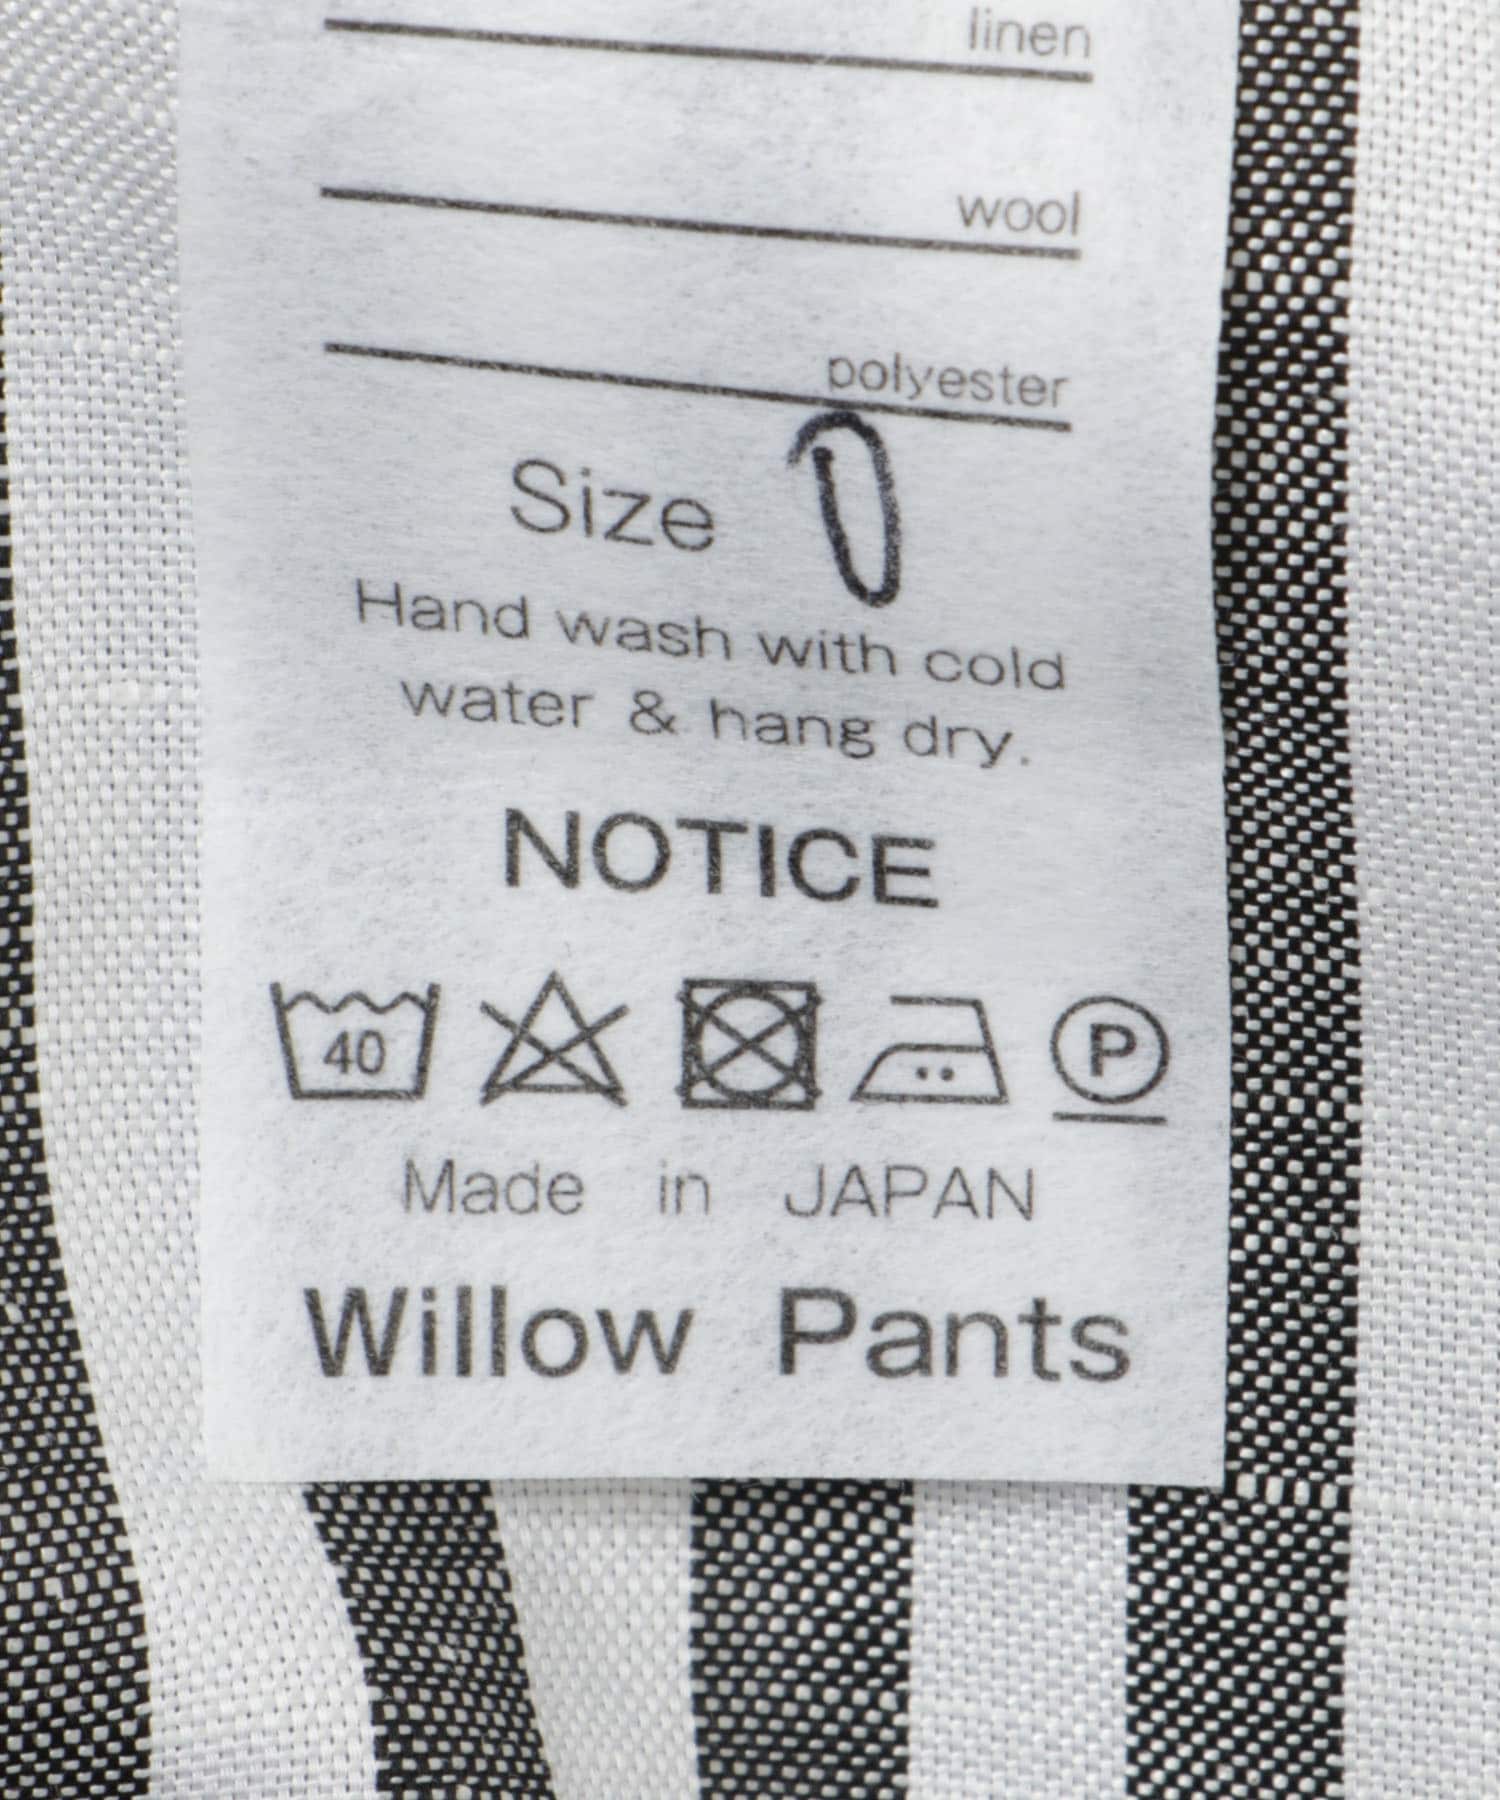 linen
wool
polyester
Size 0
Hand wash with cold
water & hang dry.
NOTICE
40 P
Made in JAPAN
Willow Pants